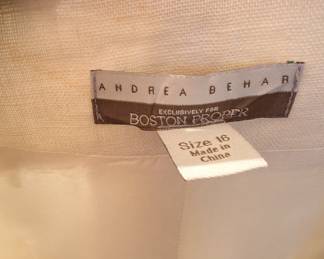 ANDREA BEHAR
EXCLUSIVELY FOR
BOSTON PROPER
Size 16
Made in
China